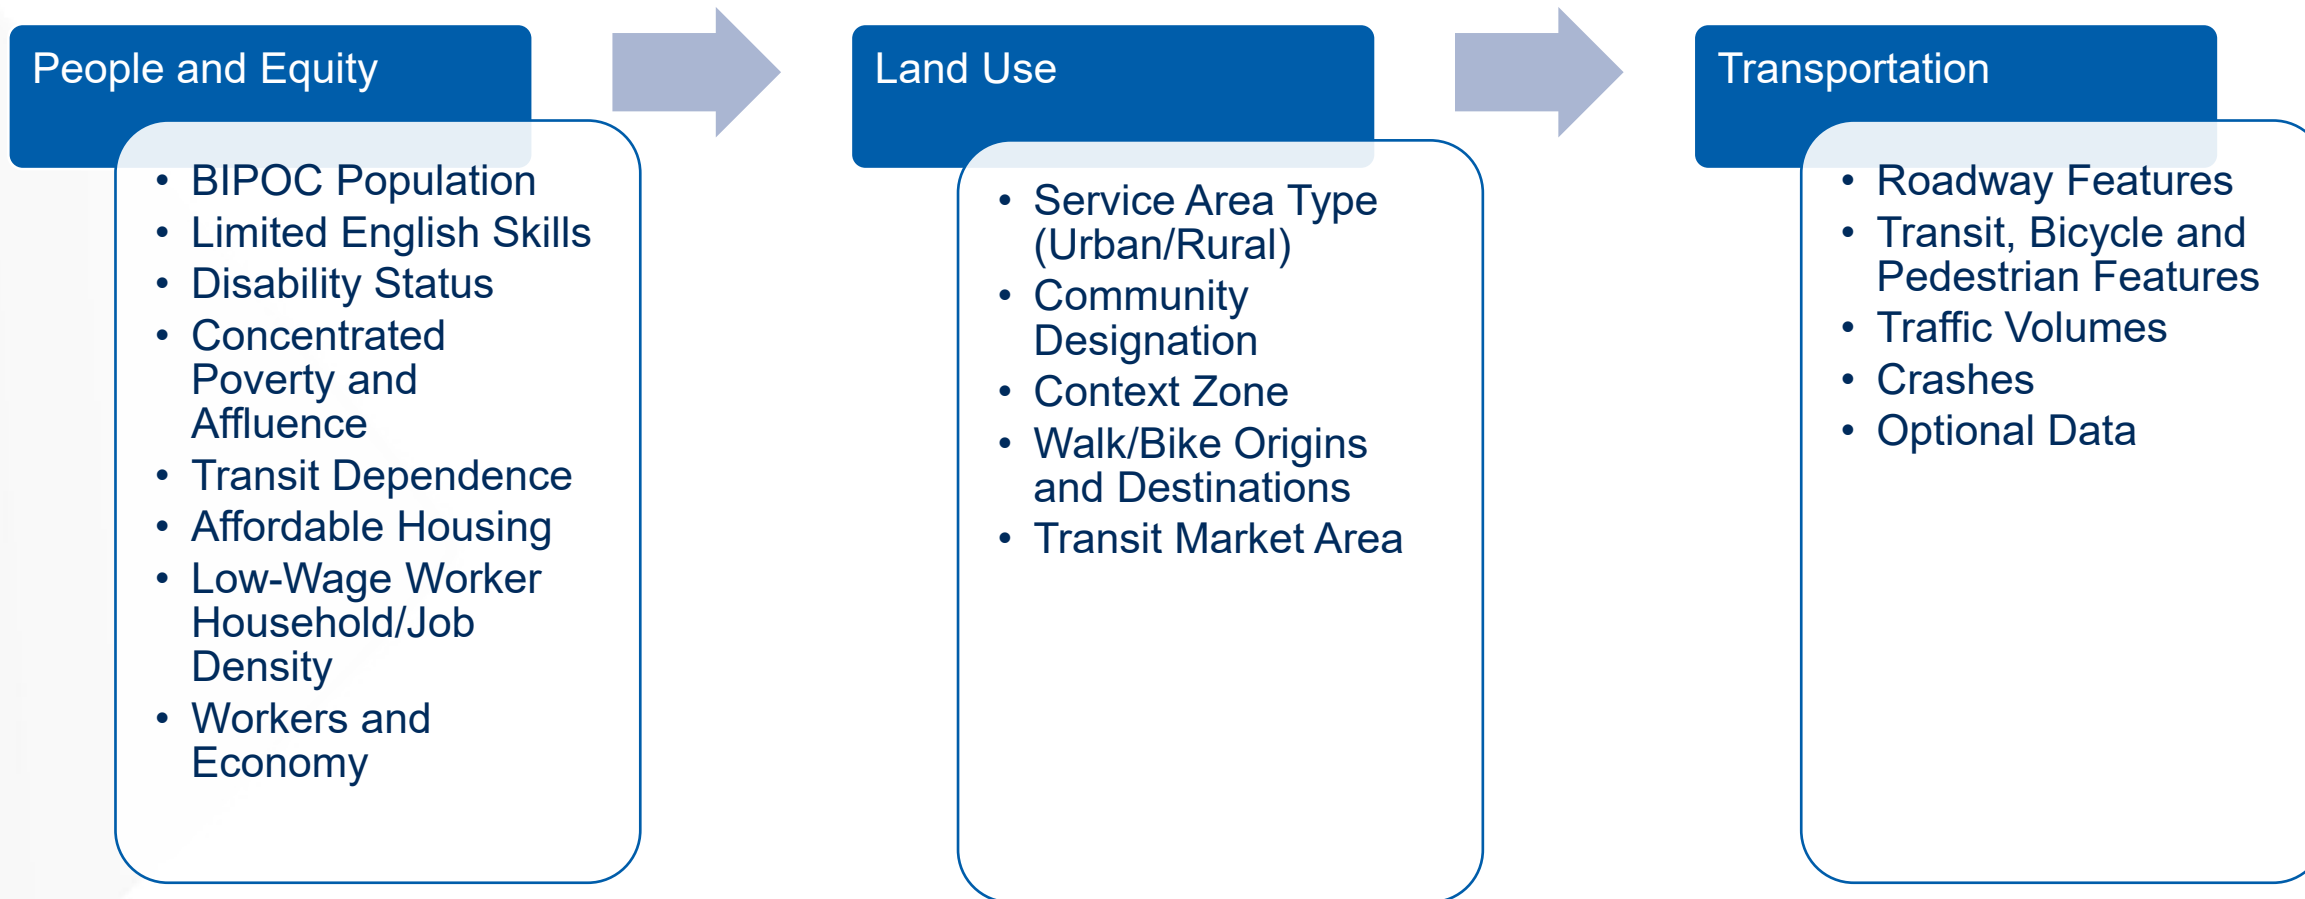 People and Equity
• BIPOC Population
• Limited English Skills
• Disability Status
• Concentrated
Poverty and
Affluence
• Transit Dependence
• Affordable Housing
• Low-Wage Worker
Household/Job
Density
• Workers and
Economy
Land Use
• Service Area Type
(Urban/Rural)
• Community
Designation
• Context Zone
• Walk/Bike Origins
and Destinations
• Transit Market Area
Transportation
• Roadway Features
• Transit, Bicycle and
Pedestrian Features
• Traffic Volumes
• Crashes
• Optional Data